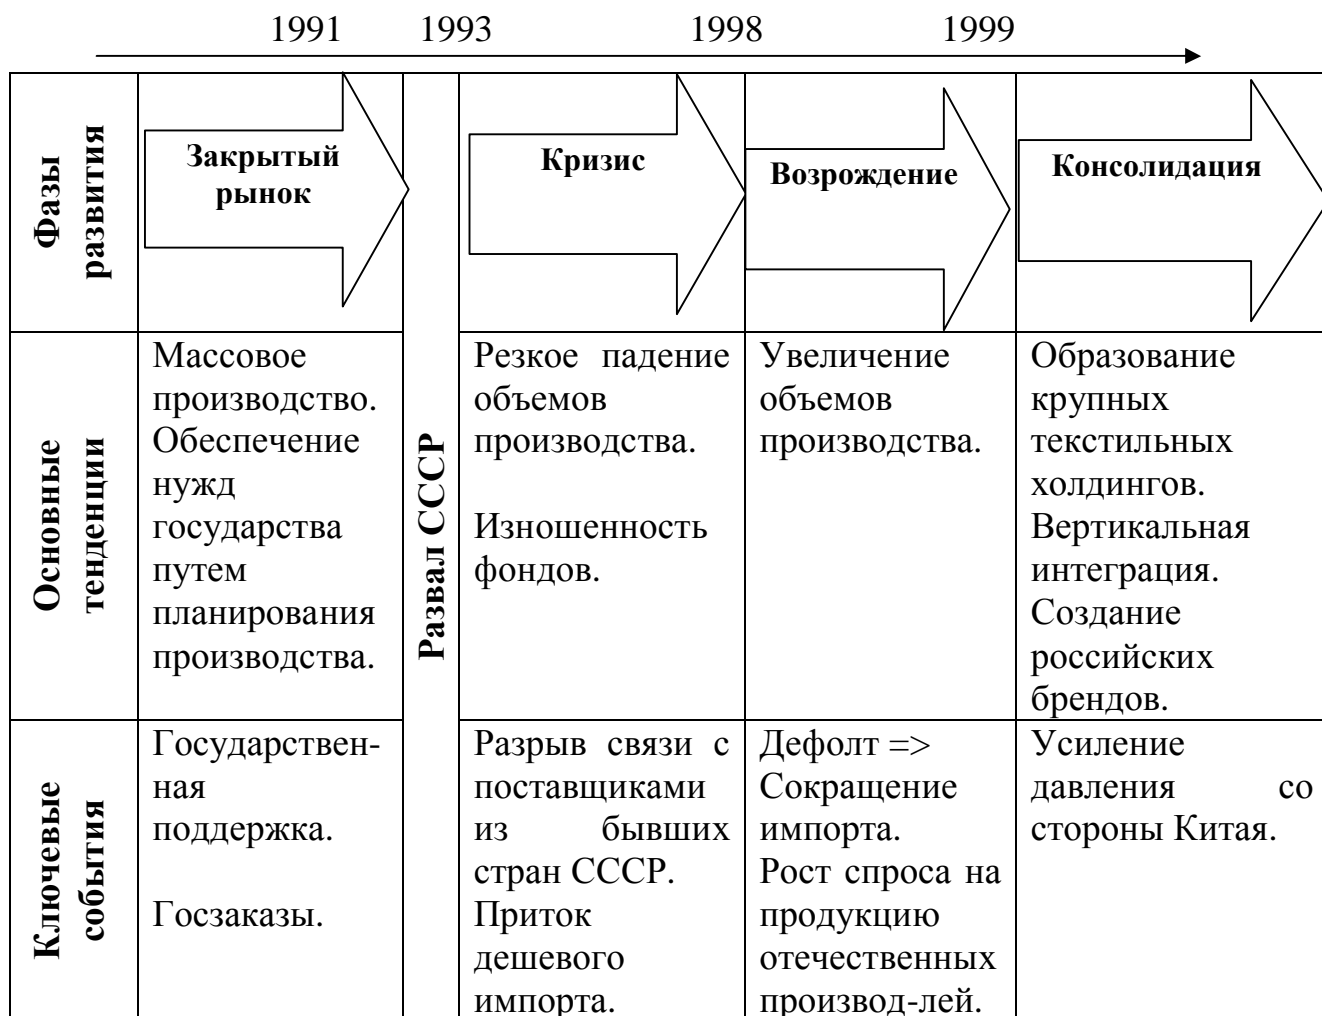 1991 1993 1998 1999
Фазы
развития
Закрытый
рынок
Кризис
Возрождение
Консолидация
Развал СССР
Основные
тенденции
Массовое
производство.
Обеспечение
нужд
государства
путем
планирования
производства.
Резкое падение
объемов
производства.
Изношенность
фондов.
Увеличение
объемов
производства.
Образование
крупных
текстильных
холдингов.
Вертикальная
интеграция.
Создание
российских
брендов.
Ключевые
события
Государствен-
ная
поддержка.
Госзаказы.
Разрыв связи с
поставщиками
из бывших
стран СССР.
Приток
дешевого
импорта.
Дефолт =>
Сокращение
импорта.
Рост спроса на
продукцию
отечественных
производ-лей.
Усиление
давления со
стороны Китая.